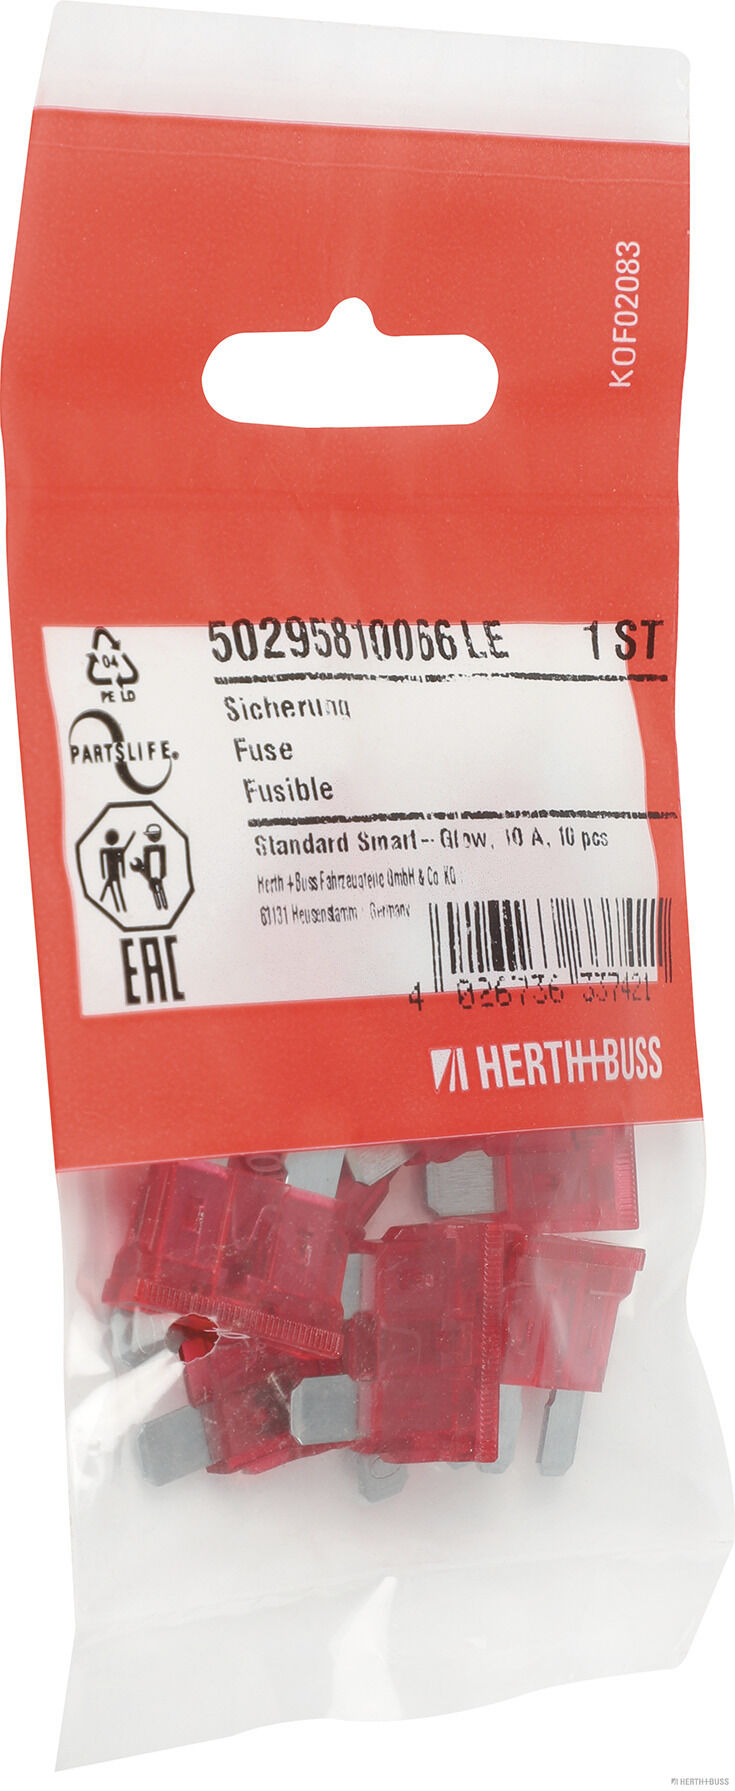 KOF02083
50295810066 LE 1 ST
04
PE LD
PARTSLIFE®
Sicherung
Fuse
Fusible
Standard Smart-Glow, 10 A, 10 pcs
Herth+Buss Fahrzeugteile GmbH & Co. KG
63131 Heusenstamm · Germany
EAC
4 026736 337421
HERTH+BUSS
HERTH+BUSS